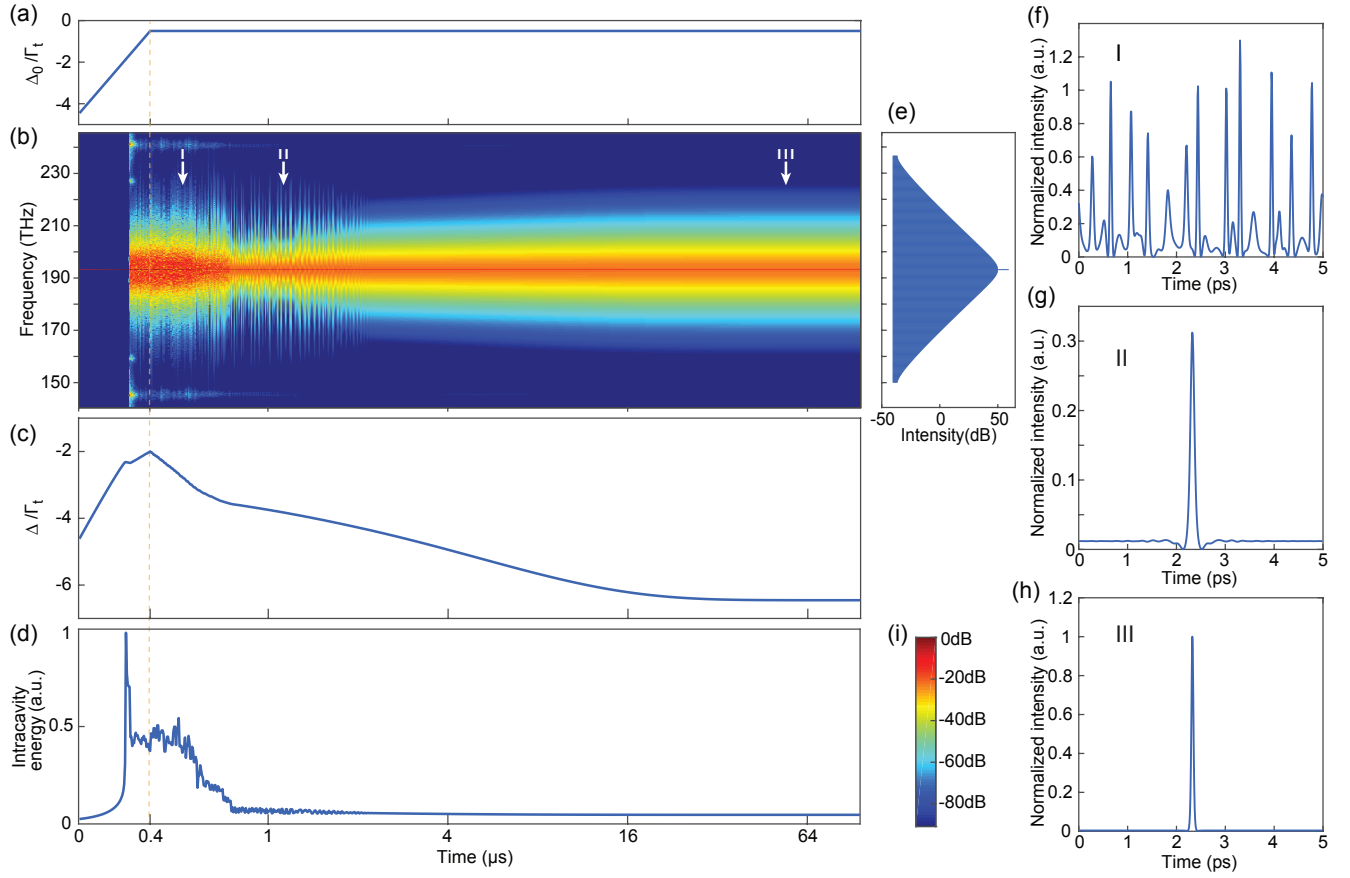 (a)
0
-2
-4
Δ₀/Γₜ
(b)
230
210
190
170
150
Frequency (THz)
I
II
III
(c)
-2
-4
-6
Δ/Γₜ
(d)
1
0.5
0
Intracavity
energy (a.u.)
0 0.4 1 4 16 64
Time (μs)
(e)
-50 0 50
Intensity(dB)
(i)
0dB
-20dB
-40dB
-60dB
-80dB
(f)
I
1.2
1.0
0.8
0.6
0.4
0.2
0
Normalized intensity (a.u.)
0 1 2 3 4 5
Time (ps)
(g)
II
0.3
0.2
0.1
0
Normalized intensity (a.u.)
0 1 2 3 4 5
Time (ps)
(h)
III
1.2
1
0.8
0.6
0.4
0.2
0
Normalized intensity (a.u.)
0 1 2 3 4 5
Time (ps)